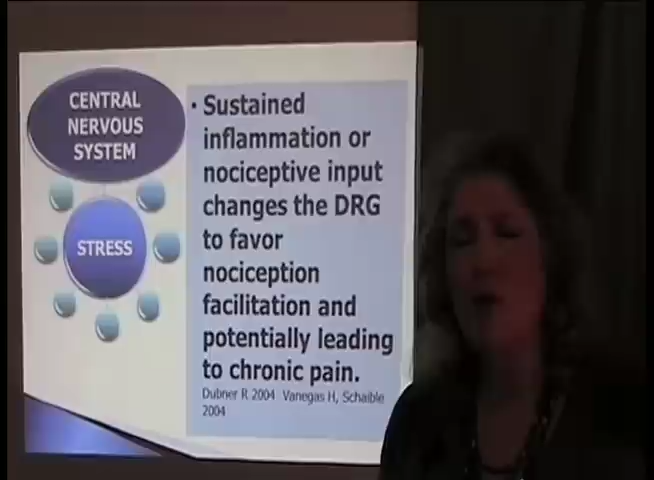 CENTRAL
NERVOUS
SYSTEM
STRESS
• Sustained
inflammation or
nociceptive input
changes the DRG
to favor
nociception
facilitation and
potentially leading
to chronic pain.
Dubner R 2004 Vanegas H, Schaible
2004